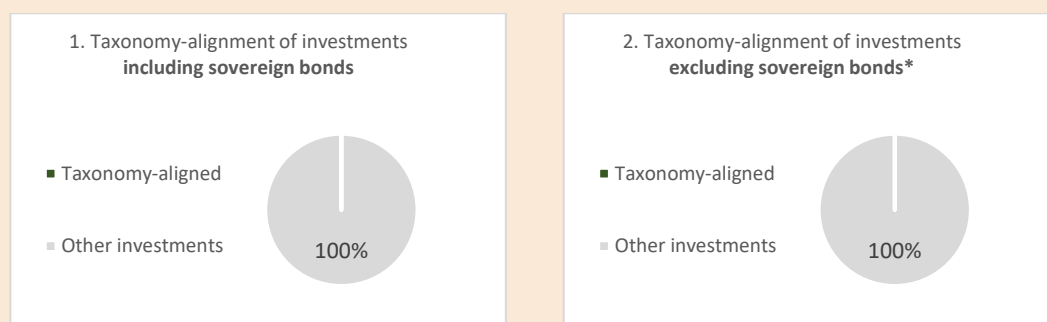 1. Taxonomy-alignment of investments
including sovereign bonds
Taxonomy-aligned
Other investments
100%
2. Taxonomy-alignment of investments
excluding sovereign bonds*
Taxonomy-aligned
Other investments
100%